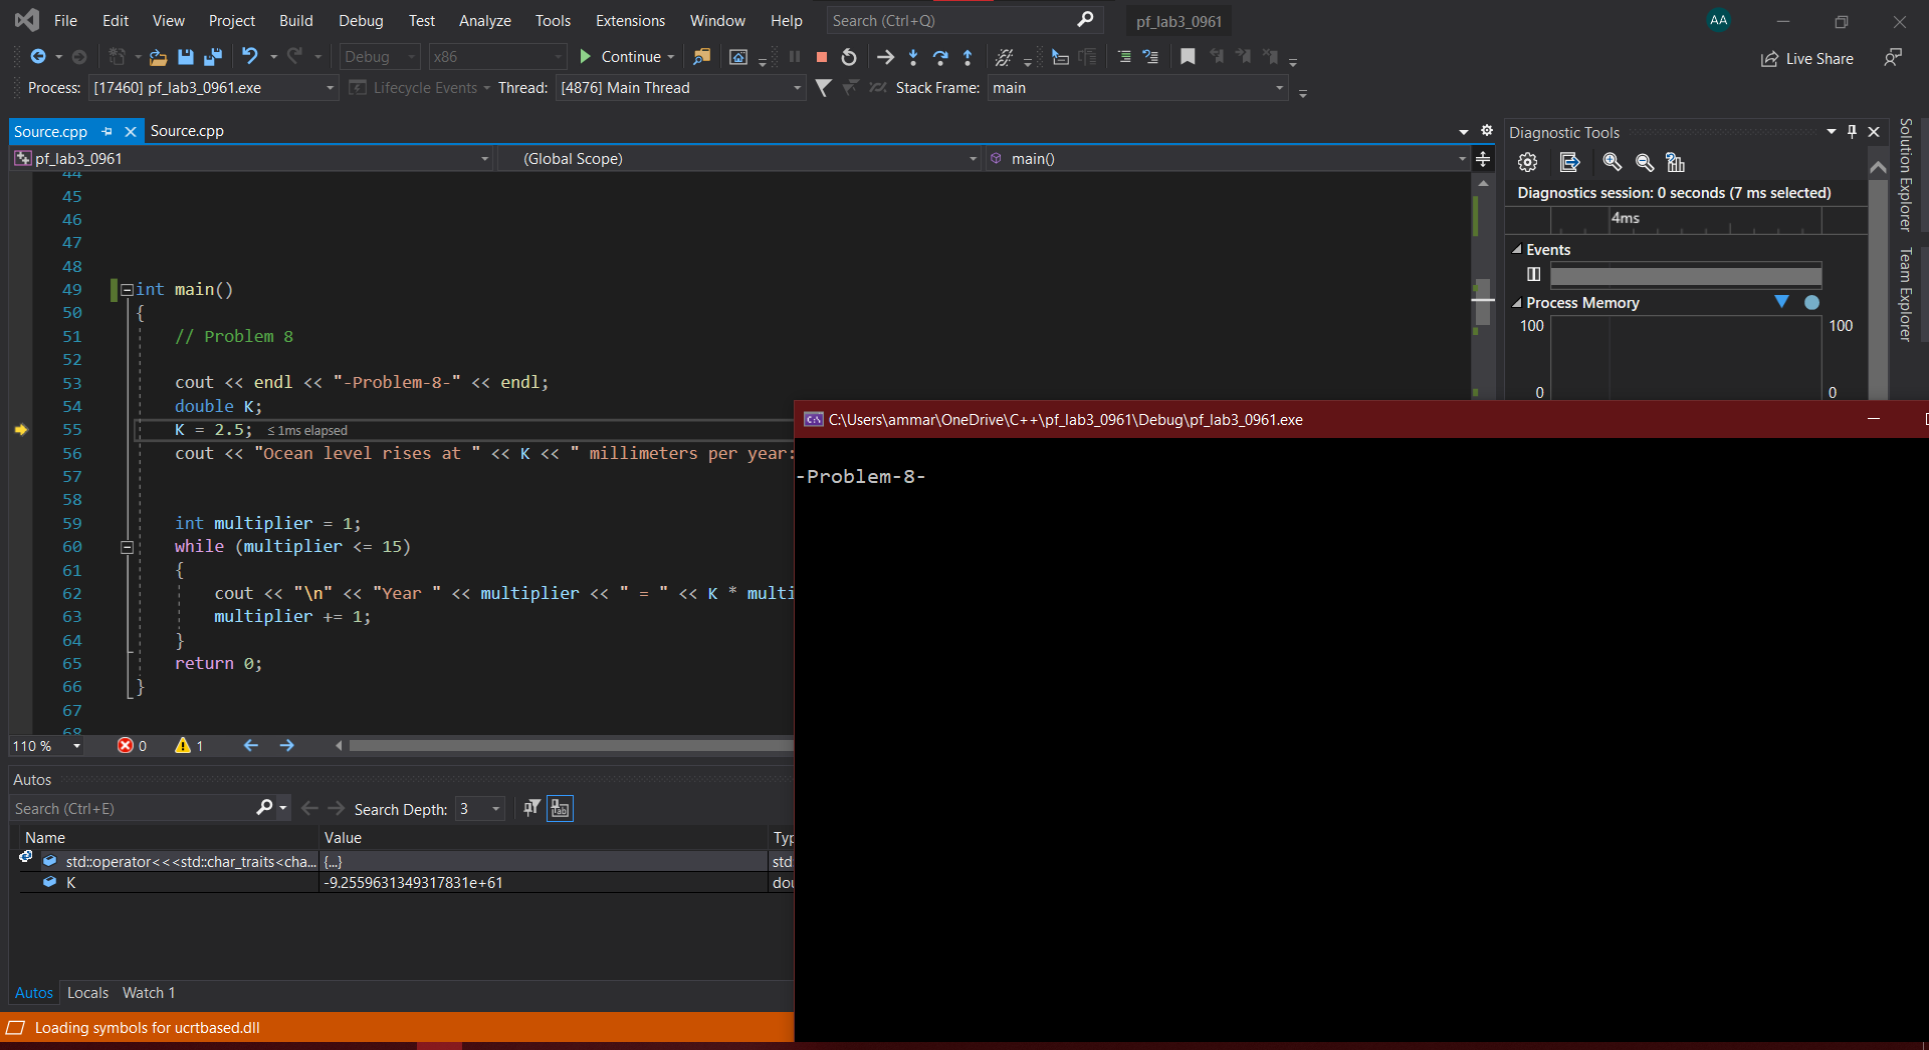 File Edit View Project Build Debug Test Analyze Tools Extensions Window Help Search (Ctrl+Q) pf_lab3_0961 AA
Debug x86 Continue Live Share
Process: [17460] pf_lab3_0961.exe Lifecycle Events Thread: [4876] Main Thread Stack Frame: main
Source.cpp Source.cpp
pf_lab3_0961 (Global Scope) main()
44
45
46
47
48
49 int main()
50 {
51 // Problem 8
52
53 cout << endl << "-Problem-8-" << endl;
54 double K;
55 K = 2.5; ≤ 1ms elapsed
56 cout << "Ocean level rises at " << K << " millimeters per year:
57
58
59 int multiplier = 1;
60 while (multiplier <= 15)
61 {
62 cout << "\n" << "Year " << multiplier << " = " << K * multi
63 multiplier += 1;
64 }
65 return 0;
66 }
67
68
110 % 0 1
Autos
Search (Ctrl+E) Search Depth: 3
Name Value Typ
std::operator<<<std::char_traits<cha... {...} std
K -9.2559631349317831e+61 dou
Autos Locals Watch 1
Loading symbols for ucrtbased.dll
Diagnostic Tools
Diagnostics session: 0 seconds (7 ms selected)
4ms
Events
Process Memory
100 100
0 0
Solution Explorer
Team Explorer
C:\Users\ammar\OneDrive\C++\pf_lab3_0961\Debug\pf_lab3_0961.exe
-Problem-8-